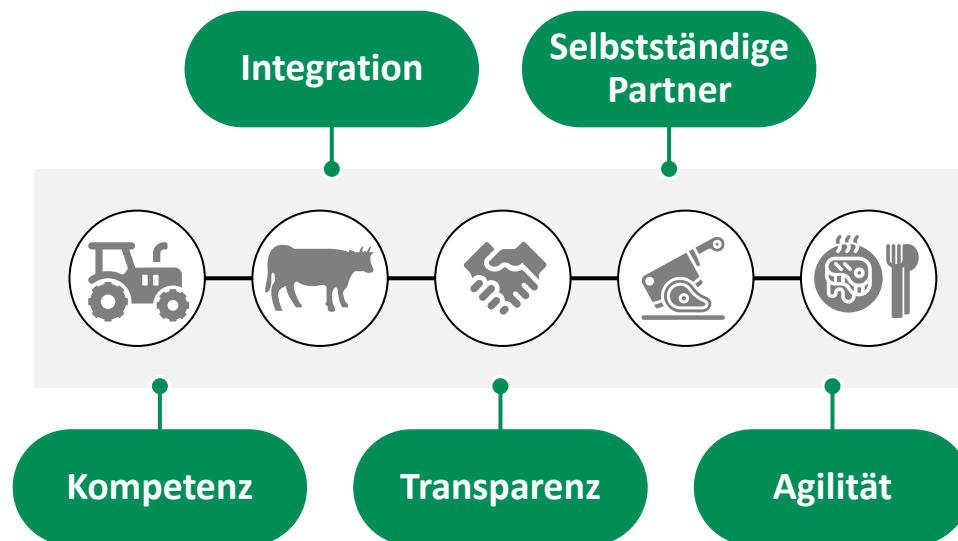 Integration
Selbstständige
Partner
Kompetenz
Transparenz
Agilität